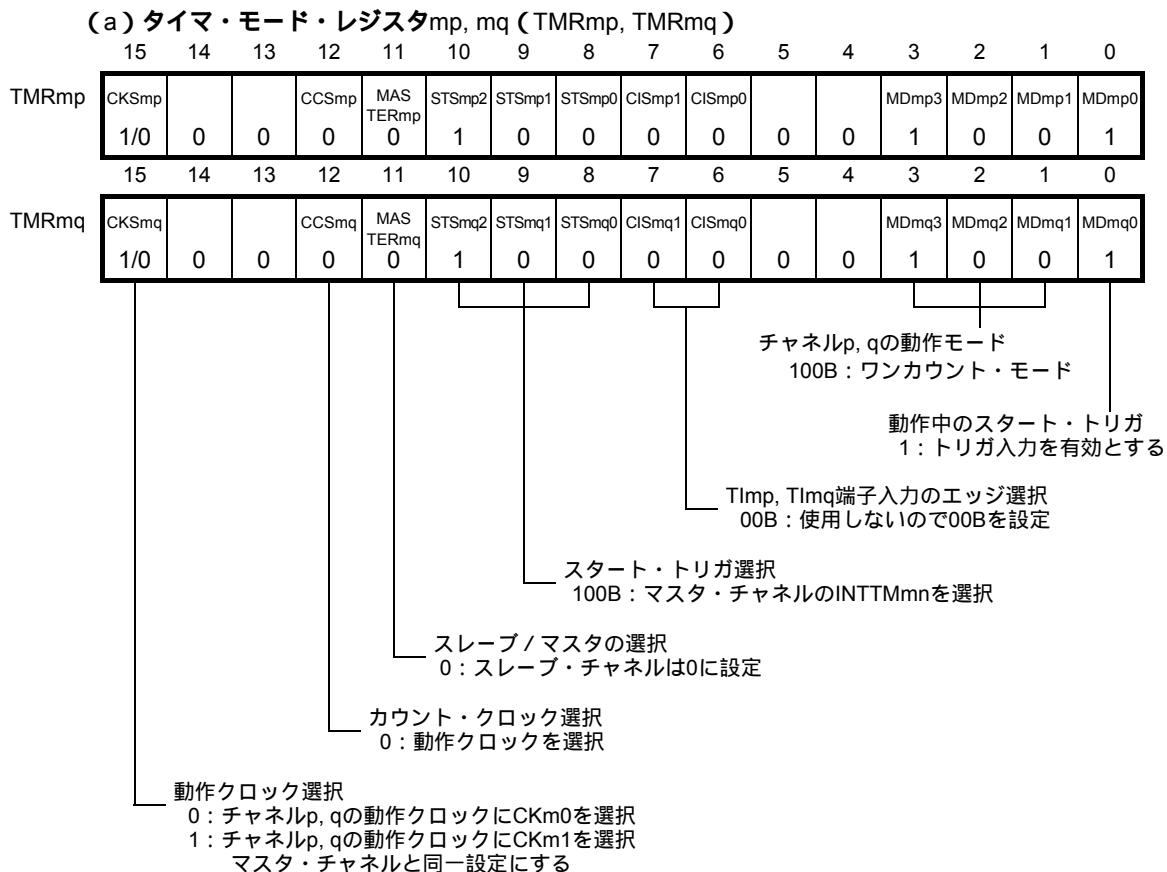 （a）タイマ・モード・レジスタmp, mq（TMRmp, TMRmq）
15 14 13 12 11 10 9 8 7 6 5 4 3 2 1 0
TMRmp CKSmp CCSmp MAS TERmp STSmp2 STSmp1 STSmp0 CISmp1 CISmp0 MDmp3 MDmp2 MDmp1 MDmp0
1/0 0 0 0 0 1 0 0 0 0 0 0 1 0 0 1
15 14 13 12 11 10 9 8 7 6 5 4 3 2 1 0
TMRmq CKSmq CCSmq MAS TERmq STSmq2 STSmq1 STSmq0 CISmq1 CISmq0 MDmq3 MDmq2 MDmq1 MDmq0
1/0 0 0 0 0 1 0 0 0 0 0 0 1 0 0 1
チャネルp, qの動作モード
100B：ワンカウント・モード
動作中のスタート・トリガ
1：トリガ入力を有効とする
TImp, TImq端子入力のエッジ選択
00B：使用しないので00Bを設定
スタート・トリガ選択
100B：マスタ・チャネルのINTTMmnを選択
スレーブ／マスタの選択
0：スレーブ・チャネルは0に設定
カウント・クロック選択
0：動作クロックを選択
動作クロック選択
0：チャネルp, qの動作クロックにCKm0を選択
1：チャネルp, qの動作クロックにCKm1を選択
マスタ・チャネルと同一設定にする